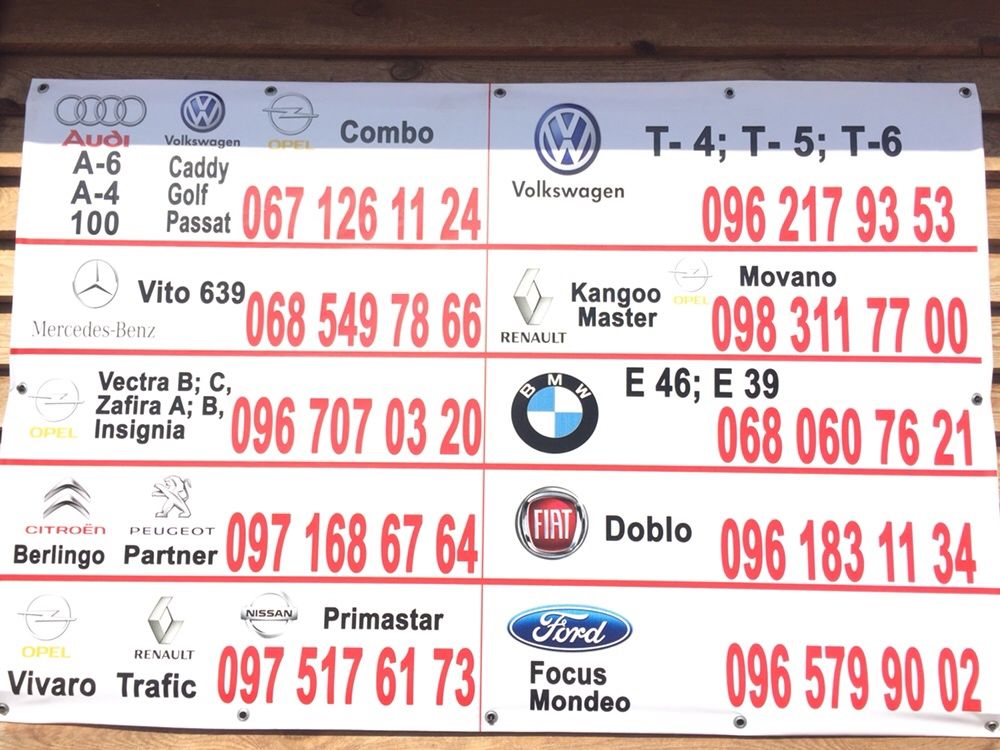 Audi Volkswagen OPEL Combo
A-6 Caddy
A-4 Golf
100 Passat 067 126 11 24
Volkswagen T- 4; T- 5; T-6
096 217 93 53
Mercedes-Benz Vito 639 068 549 78 66
RENAULT Kangoo Master OPEL Movano
098 311 77 00
OPEL Vectra B; C,
Zafira A; B,
Insignia 096 707 03 20
BMW E 46; E 39
068 060 76 21
CITROËN PEUGEOT
Berlingo Partner 097 168 67 64
FIAT Doblo 096 183 11 34
OPEL RENAULT NISSAN Primastar
Vivaro Trafic 097 517 61 73
Ford
Focus
Mondeo 096 579 90 02